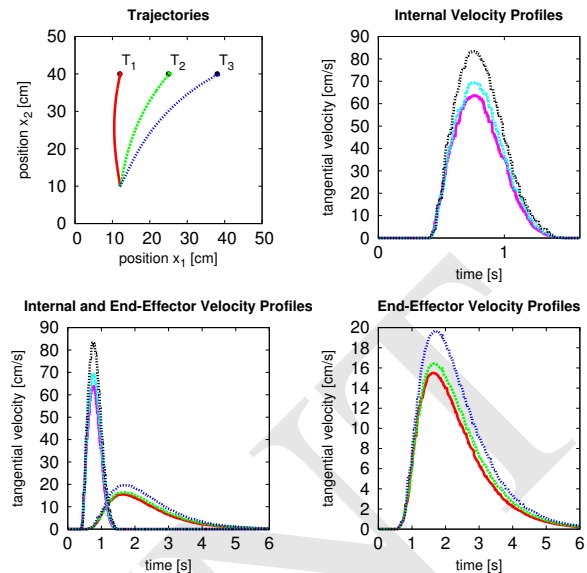 Trajectories
T1 T2 T3
position x2 [cm]
50
40
30
20
10
0
0 10 20 30 40 50
position x1 [cm]
Internal Velocity Profiles
tangential velocity [cm/s]
90
80
70
60
50
40
30
20
10
0
0 1
time [s]
Internal and End-Effector Velocity Profiles
tangential velocity [cm/s]
90
80
70
60
50
40
30
20
10
0
0 1 2 3 4 5 6
time [s]
End-Effector Velocity Profiles
tangential velocity [cm/s]
20
18
16
14
12
10
8
6
4
2
0
0 1 2 3 4 5 6
time [s]